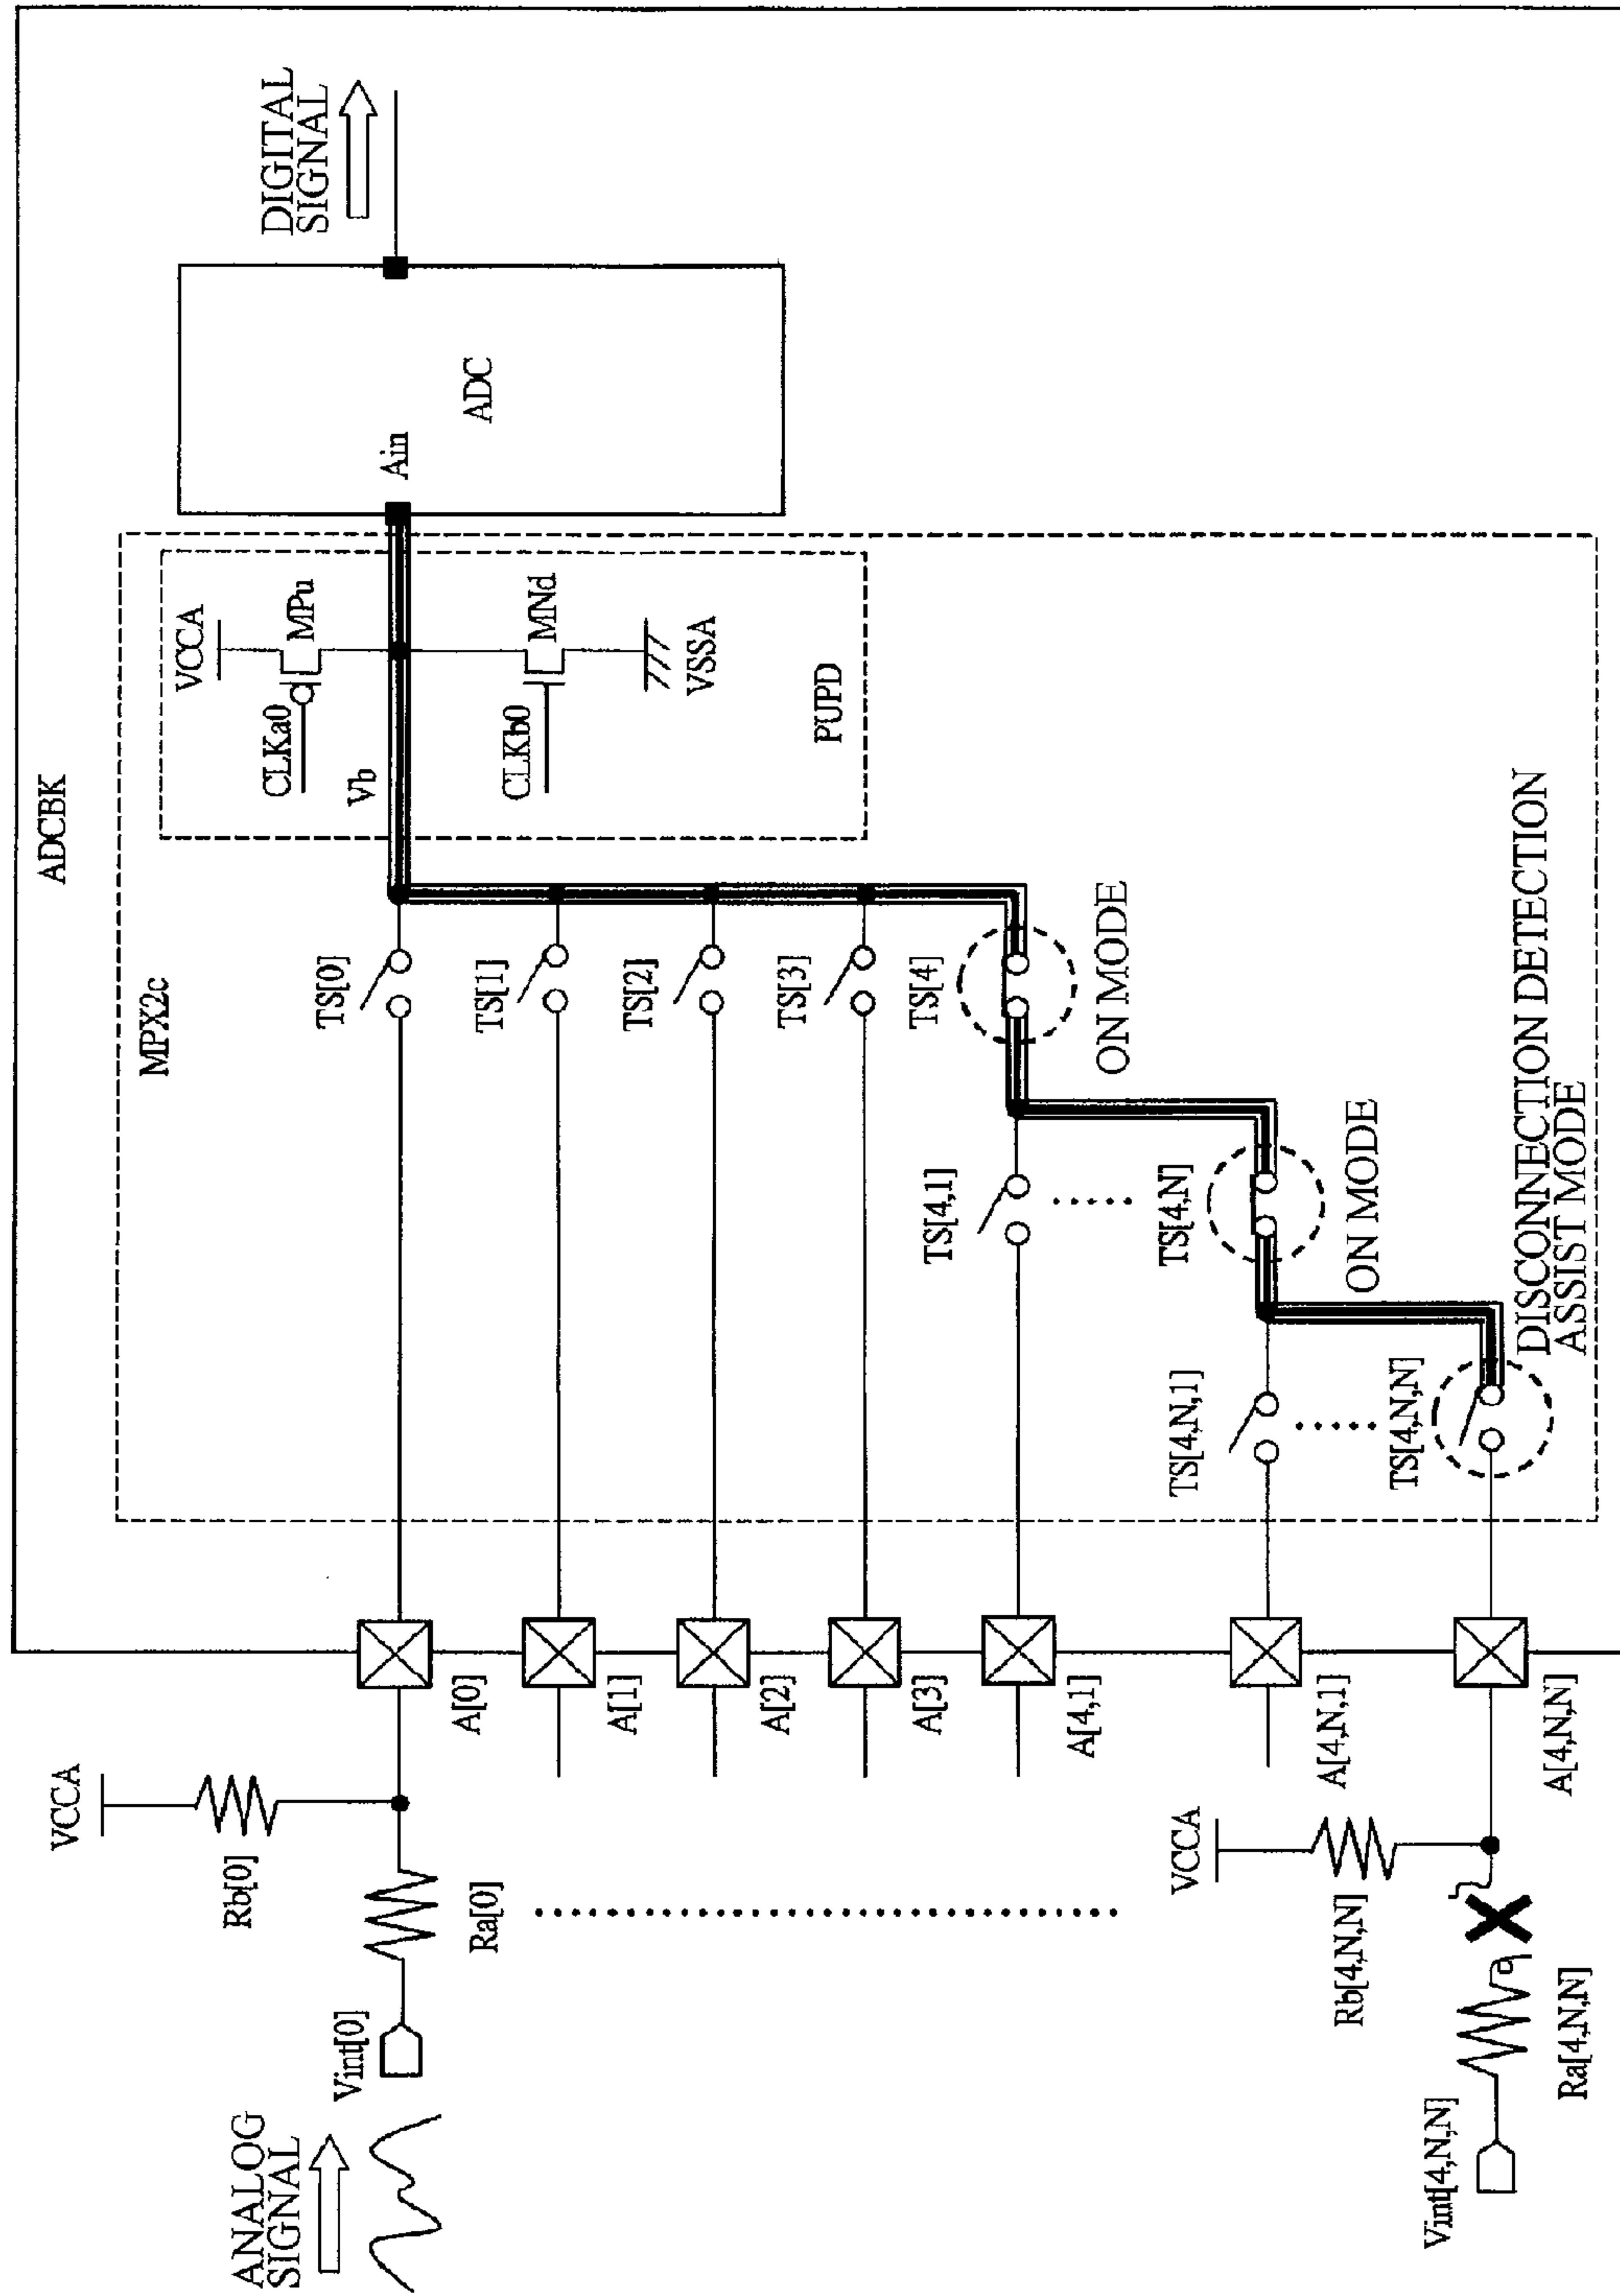 ADCBK
ANALOG
SIGNAL
DIGITAL
SIGNAL
VCCA
Rb[0]
Vint[0]
Ra[0]
A[0]
A[1]
A[2]
A[3]
A[4,1]
A[4,N,1]
A[4,N,N]
VCCA
Rb[4,N,N]
Vint[4,N,N]
Ra[4,N,N]
MPX2c
TS[0]
TS[1]
TS[2]
TS[3]
TS[4]
ON MODE
TS[4,1]
TS[4,N]
ON MODE
TS[4,N,1]
TS[4,N,N]
DISCONNECTION DETECTION
ASSIST MODE
VCCA
CLKa0
MPu
Vb
CLKb0
MNd
VSSA
PUPD
Ain
ADC